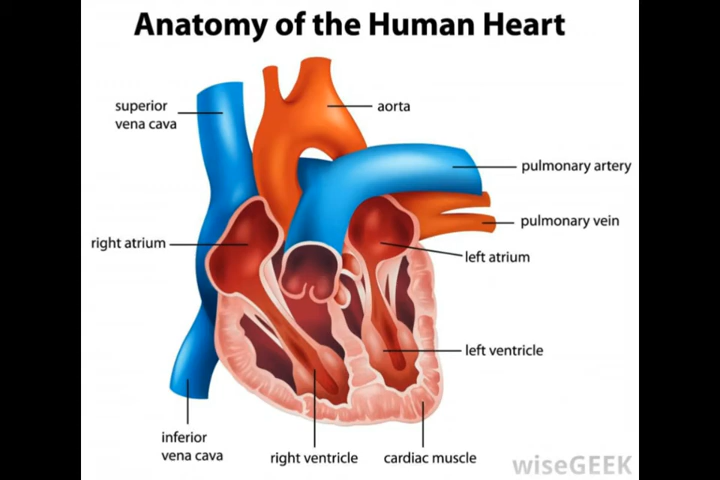 Anatomy of the Human Heart
superior
vena cava
aorta
pulmonary artery
pulmonary vein
right atrium
left atrium
left ventricle
inferior
vena cava
right ventricle
cardiac muscle
wiseGEEK